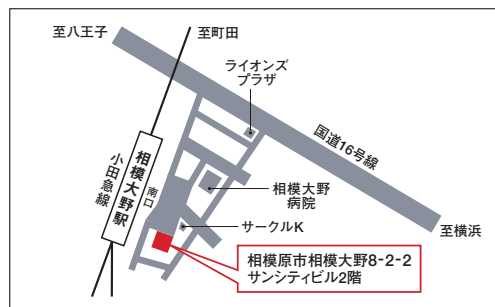 至八王子
至町田
ライオンズ
プラザ
国道16号線
相模大野駅
小田急線
南口
相模大野
病院
サークルK
至横浜
相模原市相模大野8-2-2
サンシティビル2階